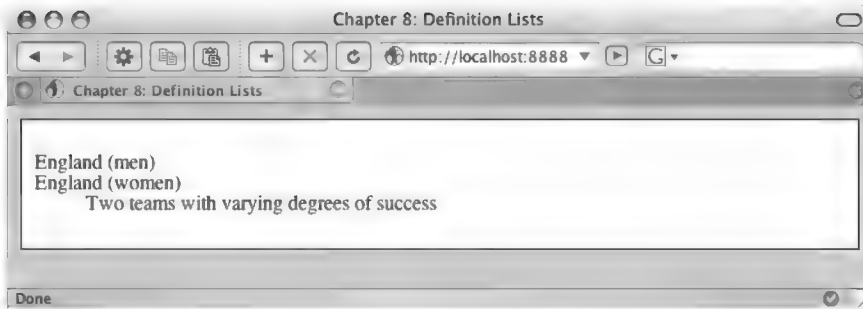 Chapter 8: Definition Lists
http://localhost:8888
G
Chapter 8: Definition Lists
England (men)
England (women)
Two teams with varying degrees of success
Done